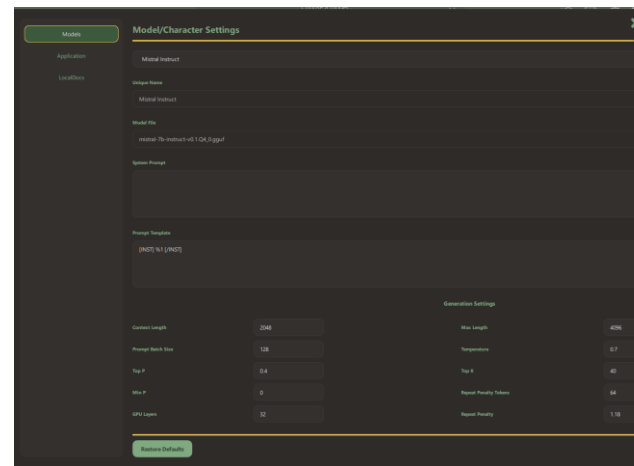 Model/Character Settings
Models
Application
LocalDocs
Mistral Instruct
Unique Name
Mistral Instruct
Model File
mistral-7b-instruct-v0.1.Q4_0.gguf
System Prompt
Prompt Template
[INST] %1 [/INST]
Generation Settings
Context Length 2048 Max Length 4096
Prompt Batch Size 128 Temperature 0.7
Top P 0.4 Top K 40
Min P 0 Repeat Penalty Tokens 64
GPU Layers 32 Repeat Penalty 1.18
Restore Defaults